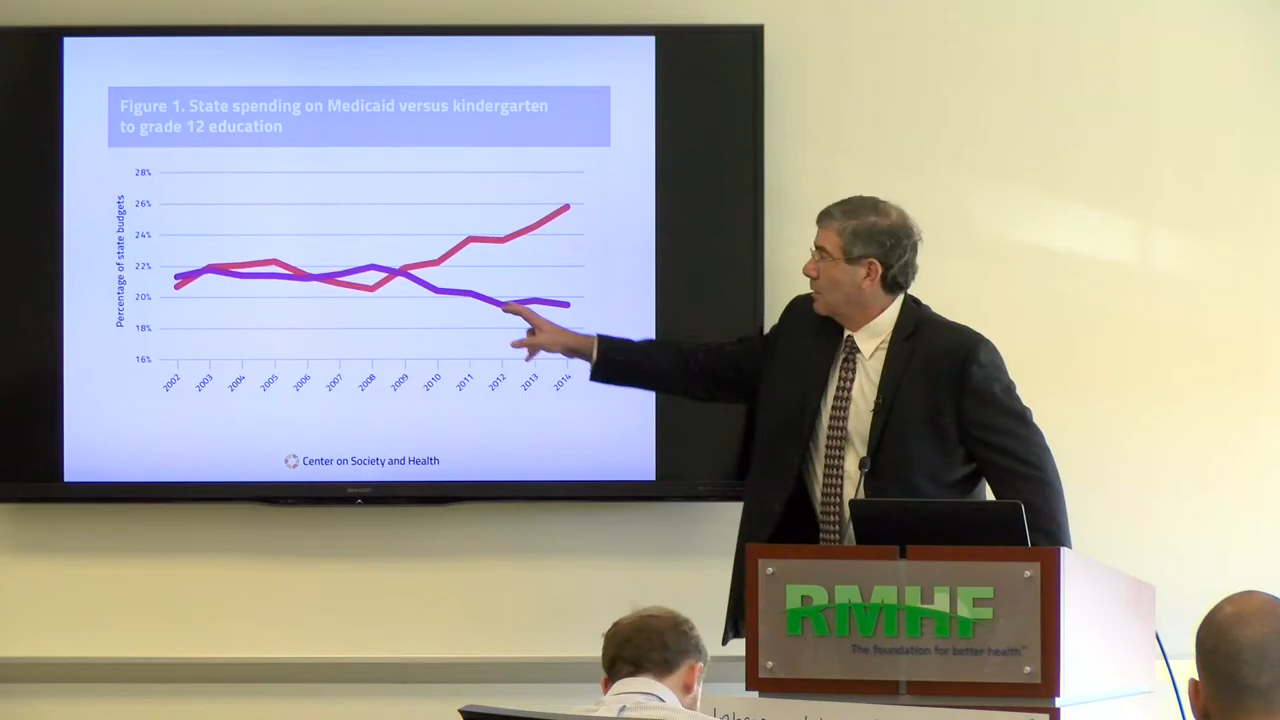 Figure 1. State spending on Medicaid versus kindergarten
to grade 12 education
Percentage of state budgets
28%
26%
24%
22%
20%
18%
16%
2002
2003
2004
2005
2006
2007
2008
2009
2010
2011
2012
2013
2014
Center on Society and Health
SHARP
RMHF
The foundation for better health™